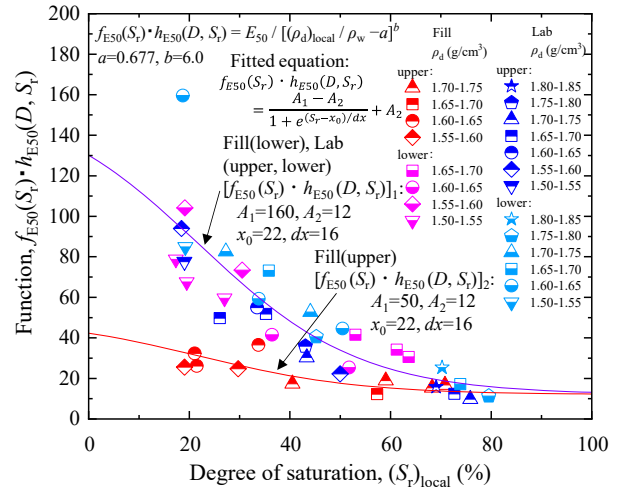 f_E50(S_r)·h_E50(D, S_r) = E_50 / [(ρ_d)_local / ρ_w −a]^b
a=0.677, b=6.0
Fitted equation:
f_E50(S_r) · h_E50(D, S_r)
= (A_1 − A_2) / (1 + e^((S_r−x_0)/dx)) + A_2
Fill(lower), Lab
(upper, lower)
[f_E50(S_r) · h_E50(D, S_r)]_1:
A_1=160, A_2=12
x_0=22, dx=16
Fill(upper)
[f_E50(S_r) · h_E50(D, S_r)]_2:
A_1=50, A_2=12
x_0=22, dx=16
Fill
ρ_d (g/cm³)
upper:
1.70-1.75
1.65-1.70
1.60-1.65
1.55-1.60
lower:
1.65-1.70
1.60-1.65
1.55-1.60
1.50-1.55
Lab
ρ_d (g/cm³)
upper:
1.80-1.85
1.75-1.80
1.70-1.75
1.65-1.70
1.60-1.65
1.55-1.60
1.50-1.55
lower:
1.80-1.85
1.75-1.80
1.70-1.75
1.65-1.70
1.60-1.65
1.50-1.55
Function, f_E50(S_r)·h_E50(D, S_r)
200
180
160
140
120
100
80
60
40
20
0
0
20
40
60
80
100
Degree of saturation, (S_r)_local (%)